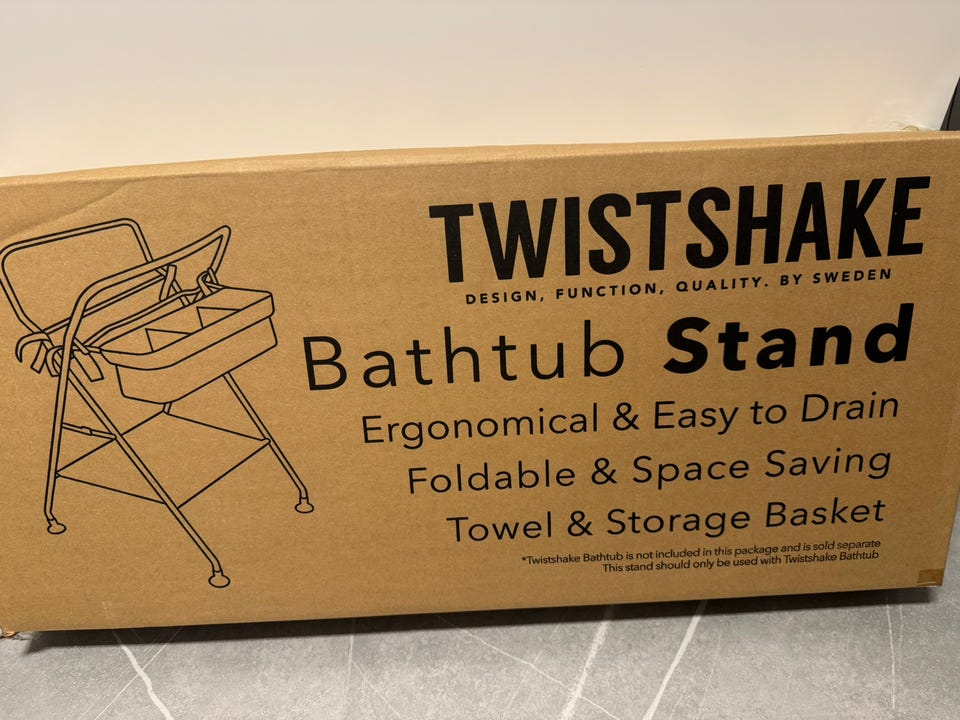 TWISTSHAKE
DESIGN, FUNCTION, QUALITY. BY SWEDEN
Bathtub Stand
Ergonomical & Easy to Drain
Foldable & Space Saving
Towel & Storage Basket
*Twistshake Bathtub is not included in this package and is sold separate
This stand should only be used with Twistshake Bathtub